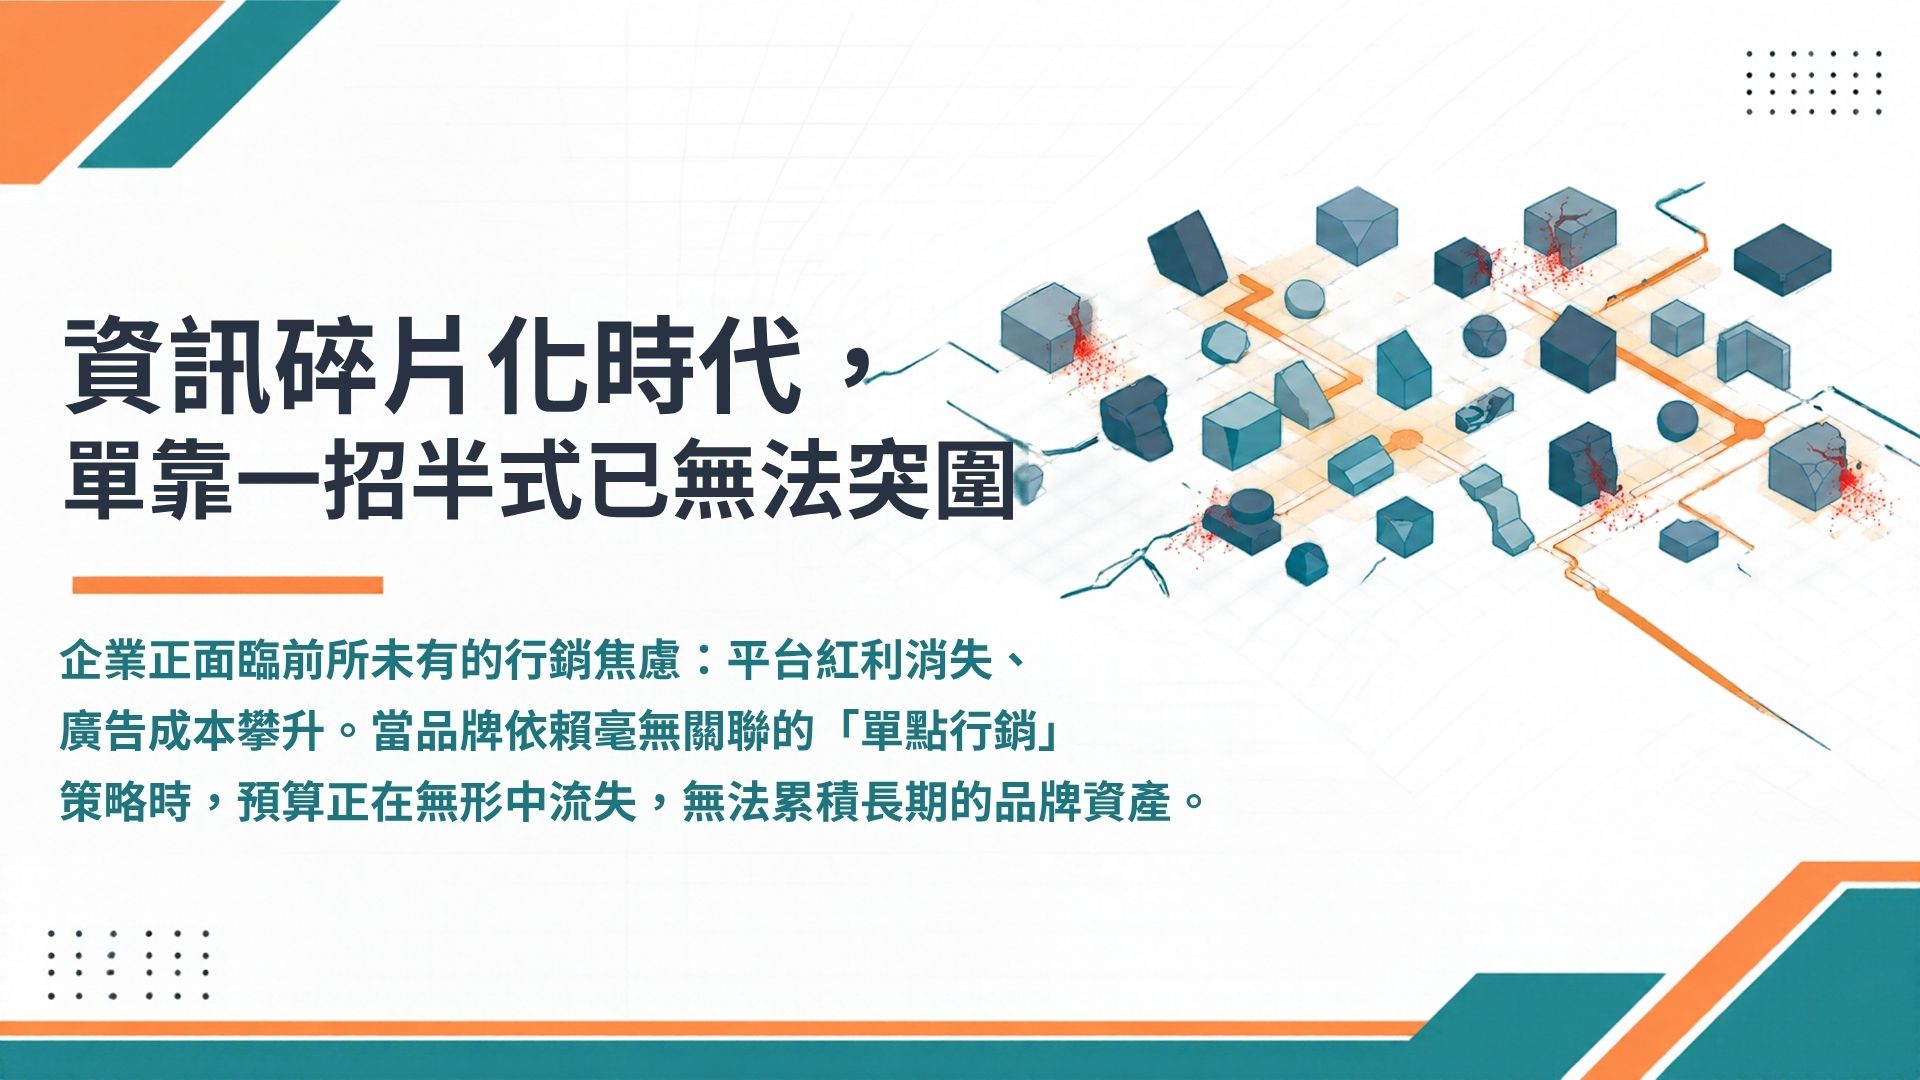 資訊碎片化時代，
單靠一招半式已無法突圍
企業正面臨前所未有的行銷焦慮：平台紅利消失、
廣告成本攀升。當品牌依賴毫無關聯的「單點行銷」
策略時，預算正在無形中流失，無法累積長期的品牌資產。